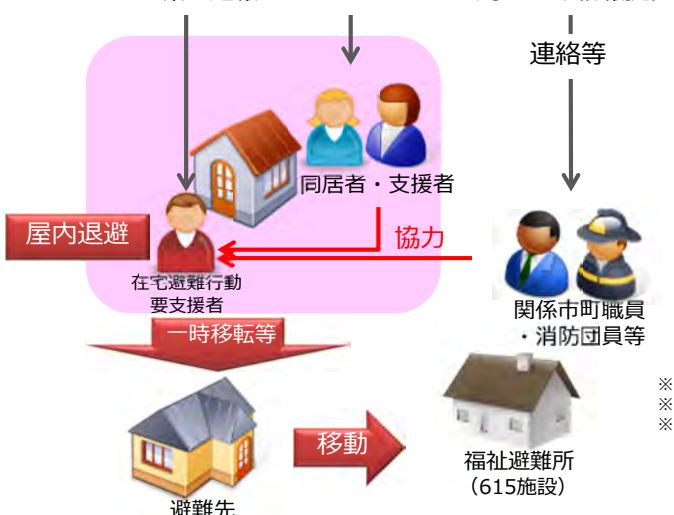 連絡等
同居者・支援者
屋内退避
協力
在宅避難行動
要支援者
関係市町職員
・消防団員等
一時移転等
※
※
※
移動
福祉避難所
（615施設）
避難先